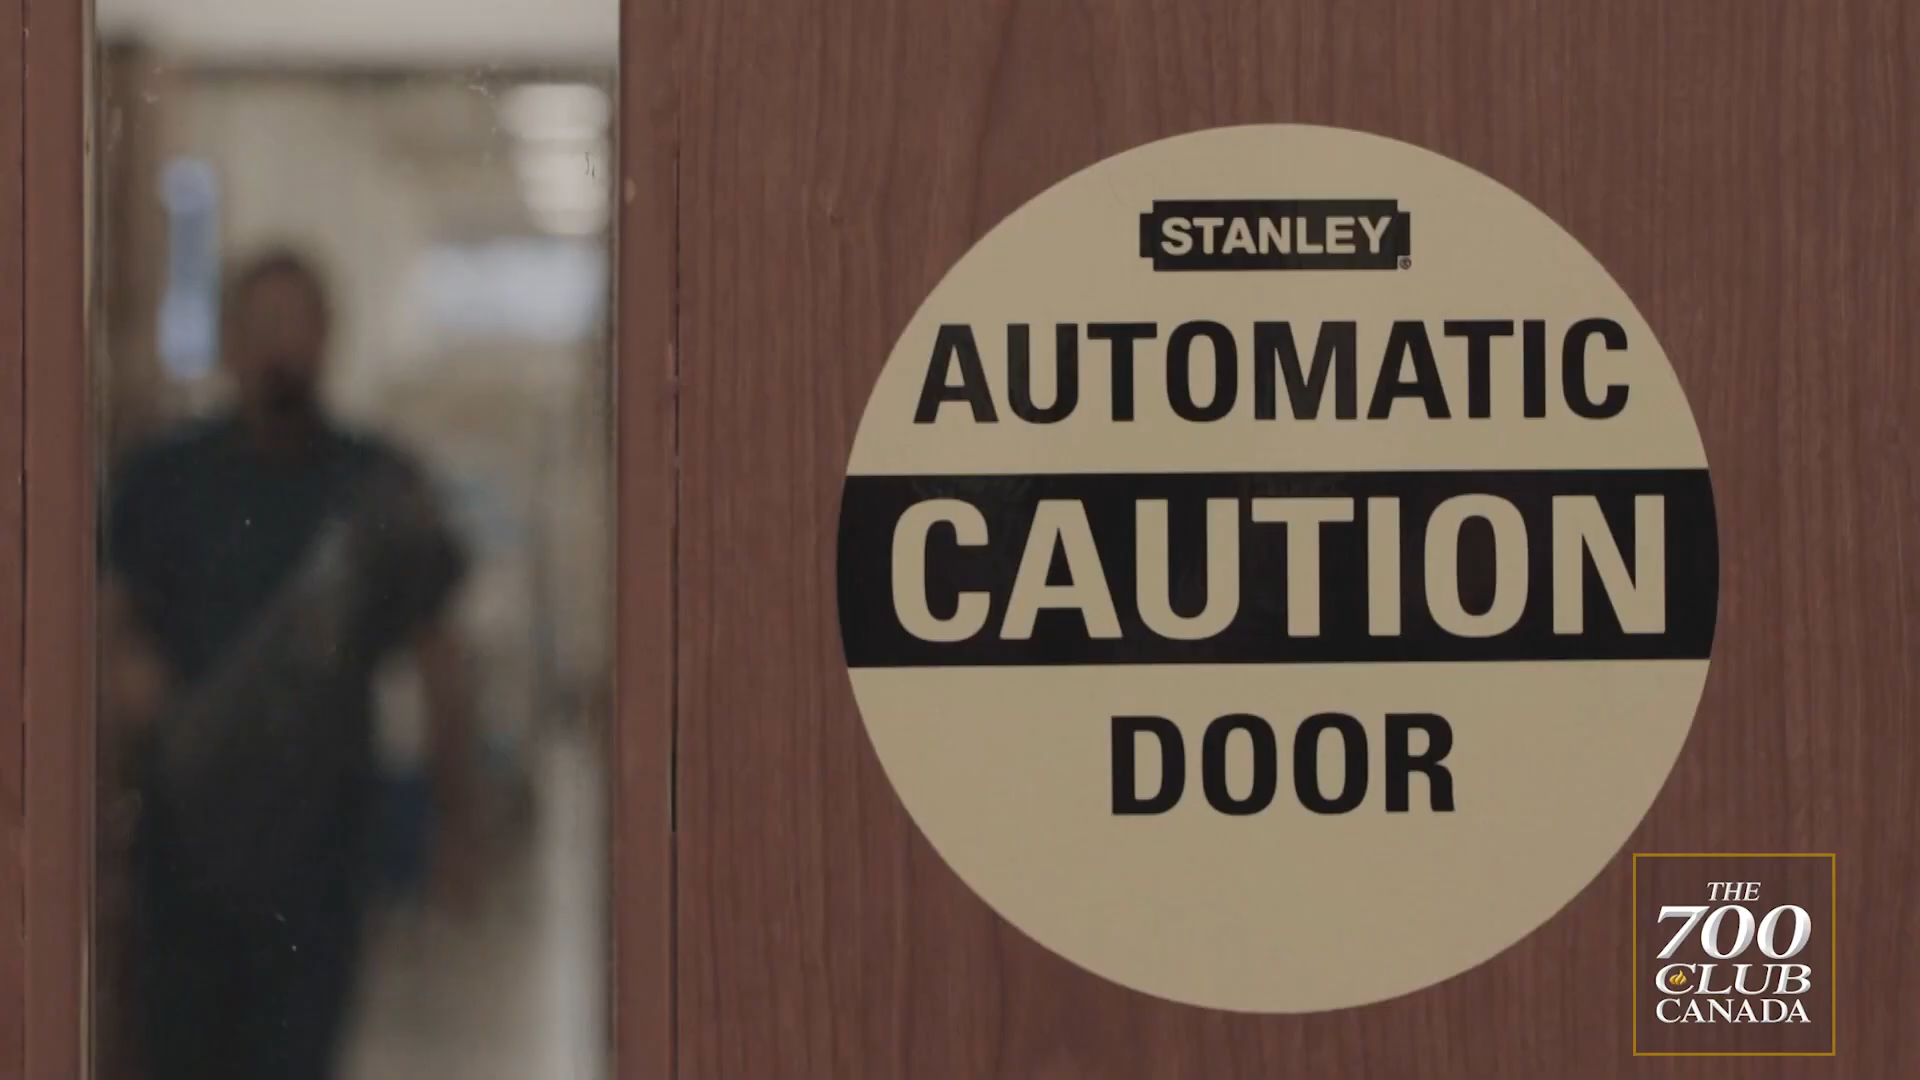 STANLEY®
AUTOMATIC
CAUTION
DOOR
THE
700
CLUB
CANADA